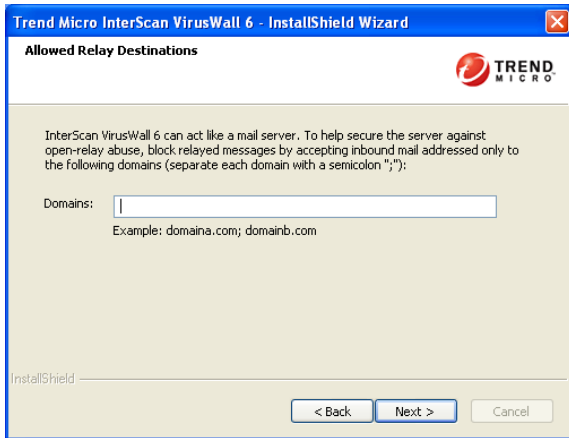 Trend Micro InterScan VirusWall 6 - InstallShield Wizard
Allowed Relay Destinations
TREND
MICRO
InterScan VirusWall 6 can act like a mail server. To help secure the server against
open-relay abuse, block relayed messages by accepting inbound mail addressed only to
the following domains (separate each domain with a semicolon ";"):
Domains:
Example: domaina.com; domainb.com
InstallShield
< Back
Next >
Cancel